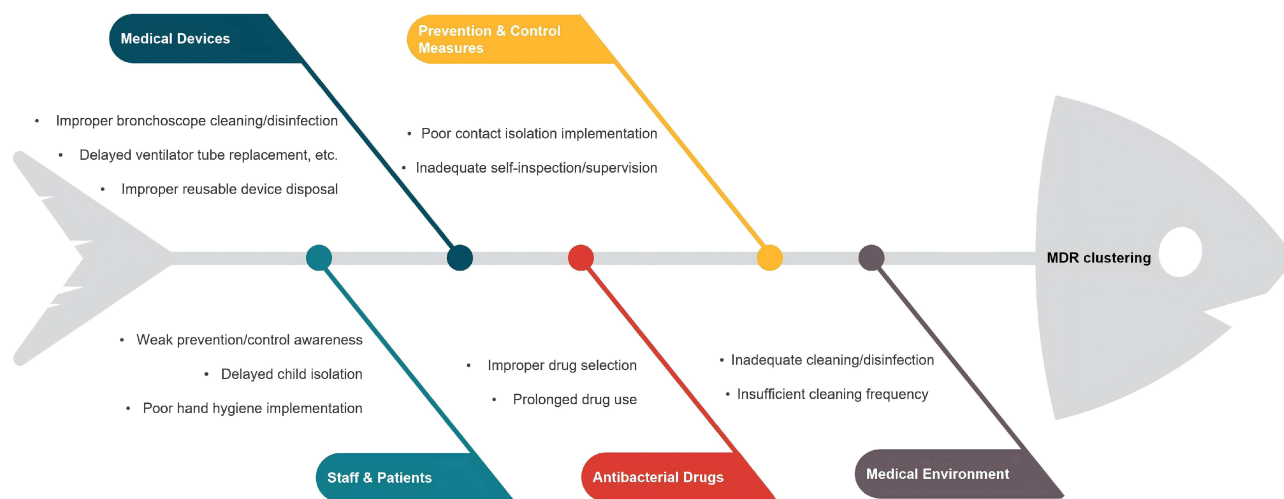 Medical Devices
• Improper bronchoscope cleaning/disinfection
• Delayed ventilator tube replacement, etc.
• Improper reusable device disposal
Prevention & Control
Measures
• Poor contact isolation implementation
• Inadequate self-inspection/supervision
MDR clustering
• Weak prevention/control awareness
• Delayed child isolation
• Poor hand hygiene implementation
Staff & Patients
• Improper drug selection
• Prolonged drug use
Antibacterial Drugs
• Inadequate cleaning/disinfection
• Insufficient cleaning frequency
Medical Environment